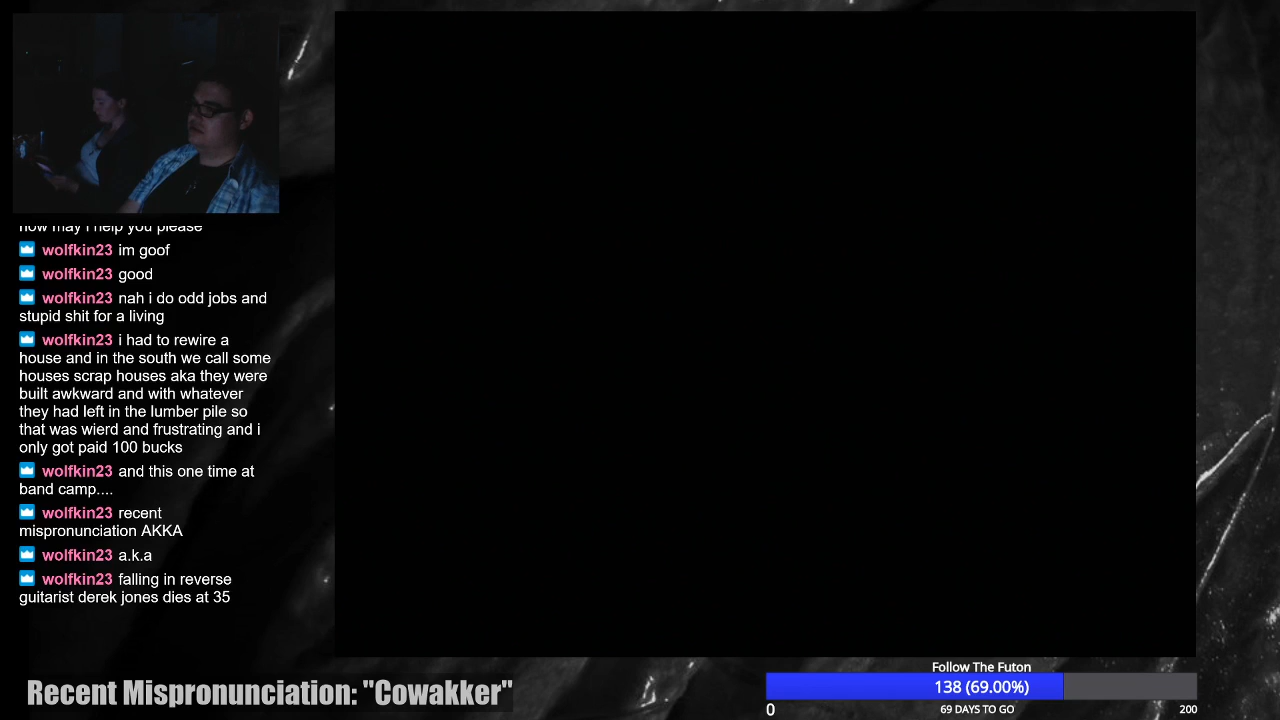 how may i help you please
wolfkin23 im goof
wolfkin23 good
wolfkin23 nah i do odd jobs and
stupid shit for a living
wolfkin23 i had to rewire a
house and in the south we call some
houses scrap houses aka they were
built awkward and with whatever
they had left in the lumber pile so
that was wierd and frustrating and i
only got paid 100 bucks
wolfkin23 and this one time at
band camp....
wolfkin23 recent
mispronunciation AKKA
wolfkin23 a.k.a
wolfkin23 falling in reverse
guitarist derek jones dies at 35
Recent Mispronunciation: "Cowakker"
Follow The Futon
138 (69.00%)
0 69 DAYS TO GO 200